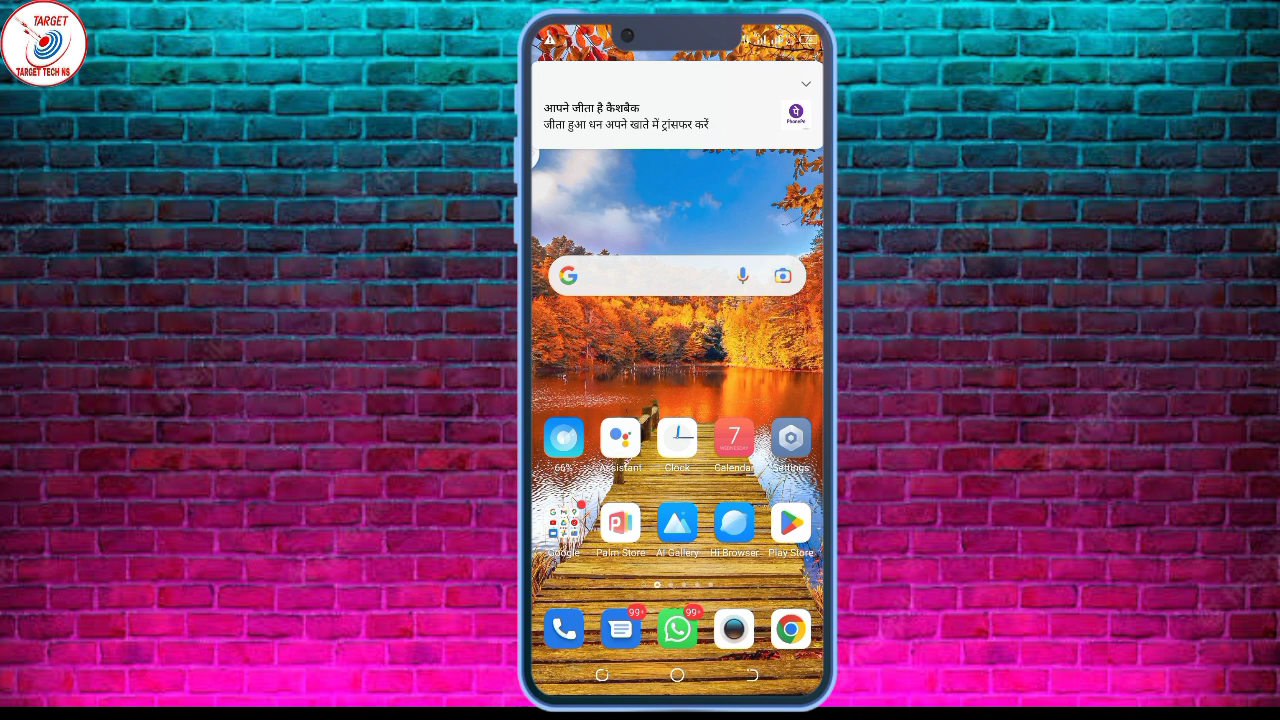 TARGET
TARGET TECH NS
आपने जीता है कैशबैक
जीता हुआ धन अपने खाते में ट्रांसफर करें
पे
PhonePe
7
WEDNESDAY
66%
Assistant
Clock
Calendar
Settings
Google
Palm Store
AI Gallery
Hi Browser
Play Store
99+
99+